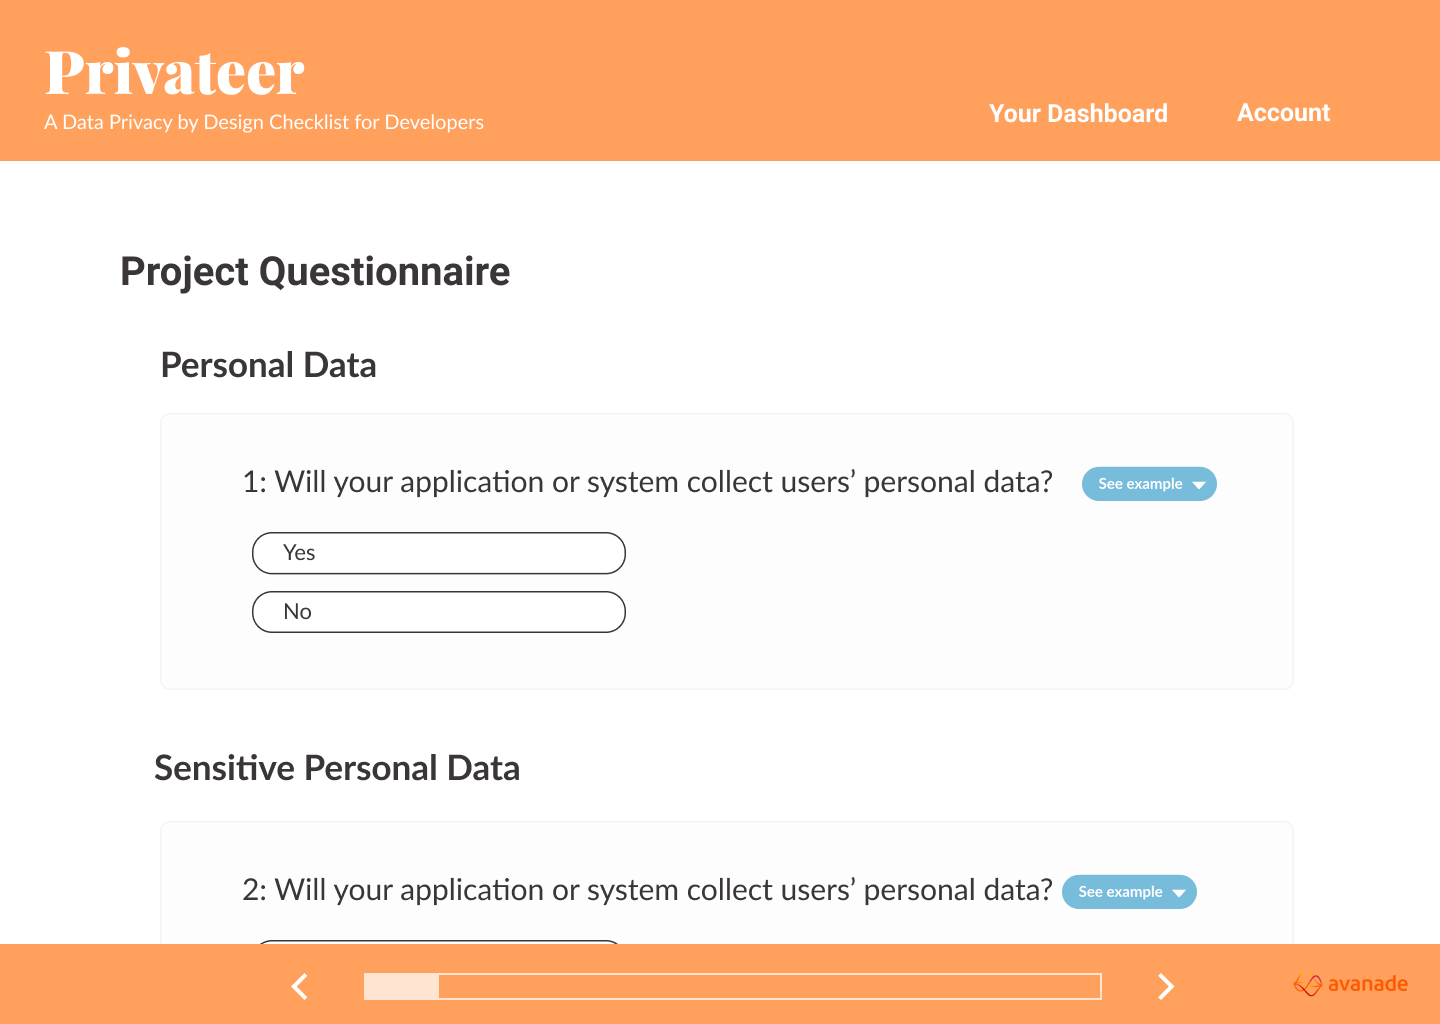 Privateer
A Data Privacy by Design Checklist for Developers
Your Dashboard
Account
Project Questionnaire
Personal Data
1: Will your application or system collect users’ personal data?
See example
Yes
No
Sensitive Personal Data
2: Will your application or system collect users’ personal data?
See example
avanade